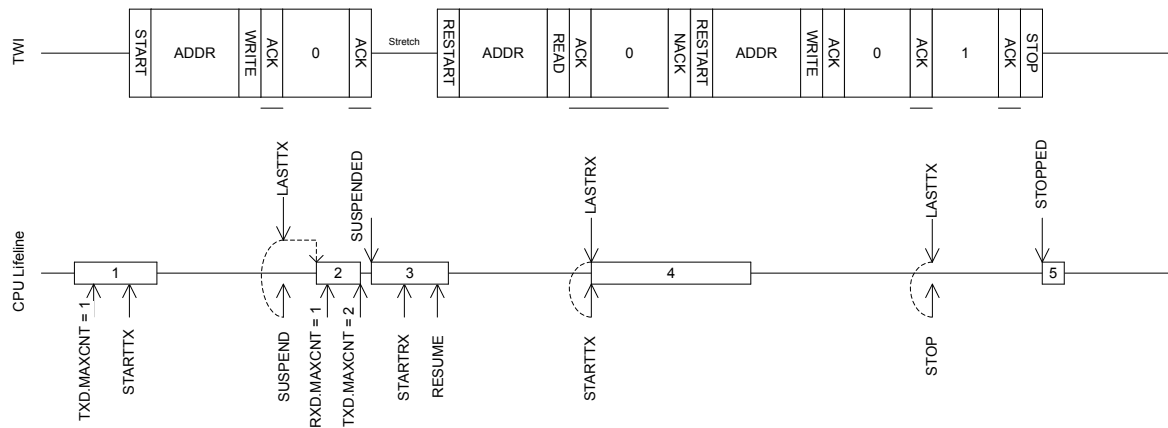 TWI
START
ADDR
WRITE
ACK
0
ACK
Stretch
RESTART
ADDR
READ
ACK
0
NACK
RESTART
ADDR
WRITE
ACK
0
ACK
1
ACK
STOP
CPU Lifeline
LASTTX
SUSPENDED
LASTRX
LASTTX
STOPPED
1
2
3
4
5
TXD.MAXCNT = 1
STARTTX
SUSPEND
RXD.MAXCNT = 1
TXD.MAXCNT = 2
STARTRX
RESUME
STARTTX
STOP